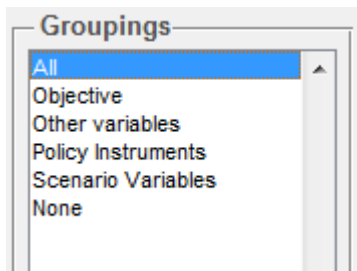 Groupings
All
Objective
Other variables
Policy Instruments
Scenario Variables
None